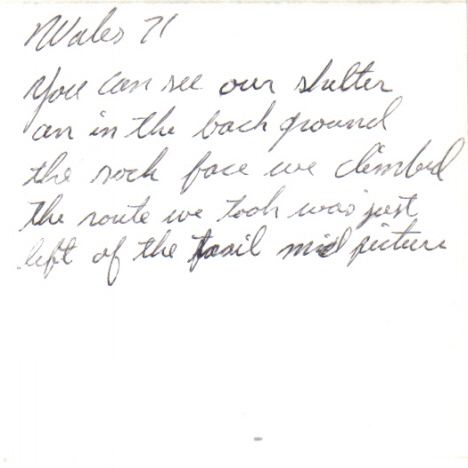 Wales 71
You can see our shelter
an in the back ground
the rock face we climbed
the route we took was just
left of the mid picture